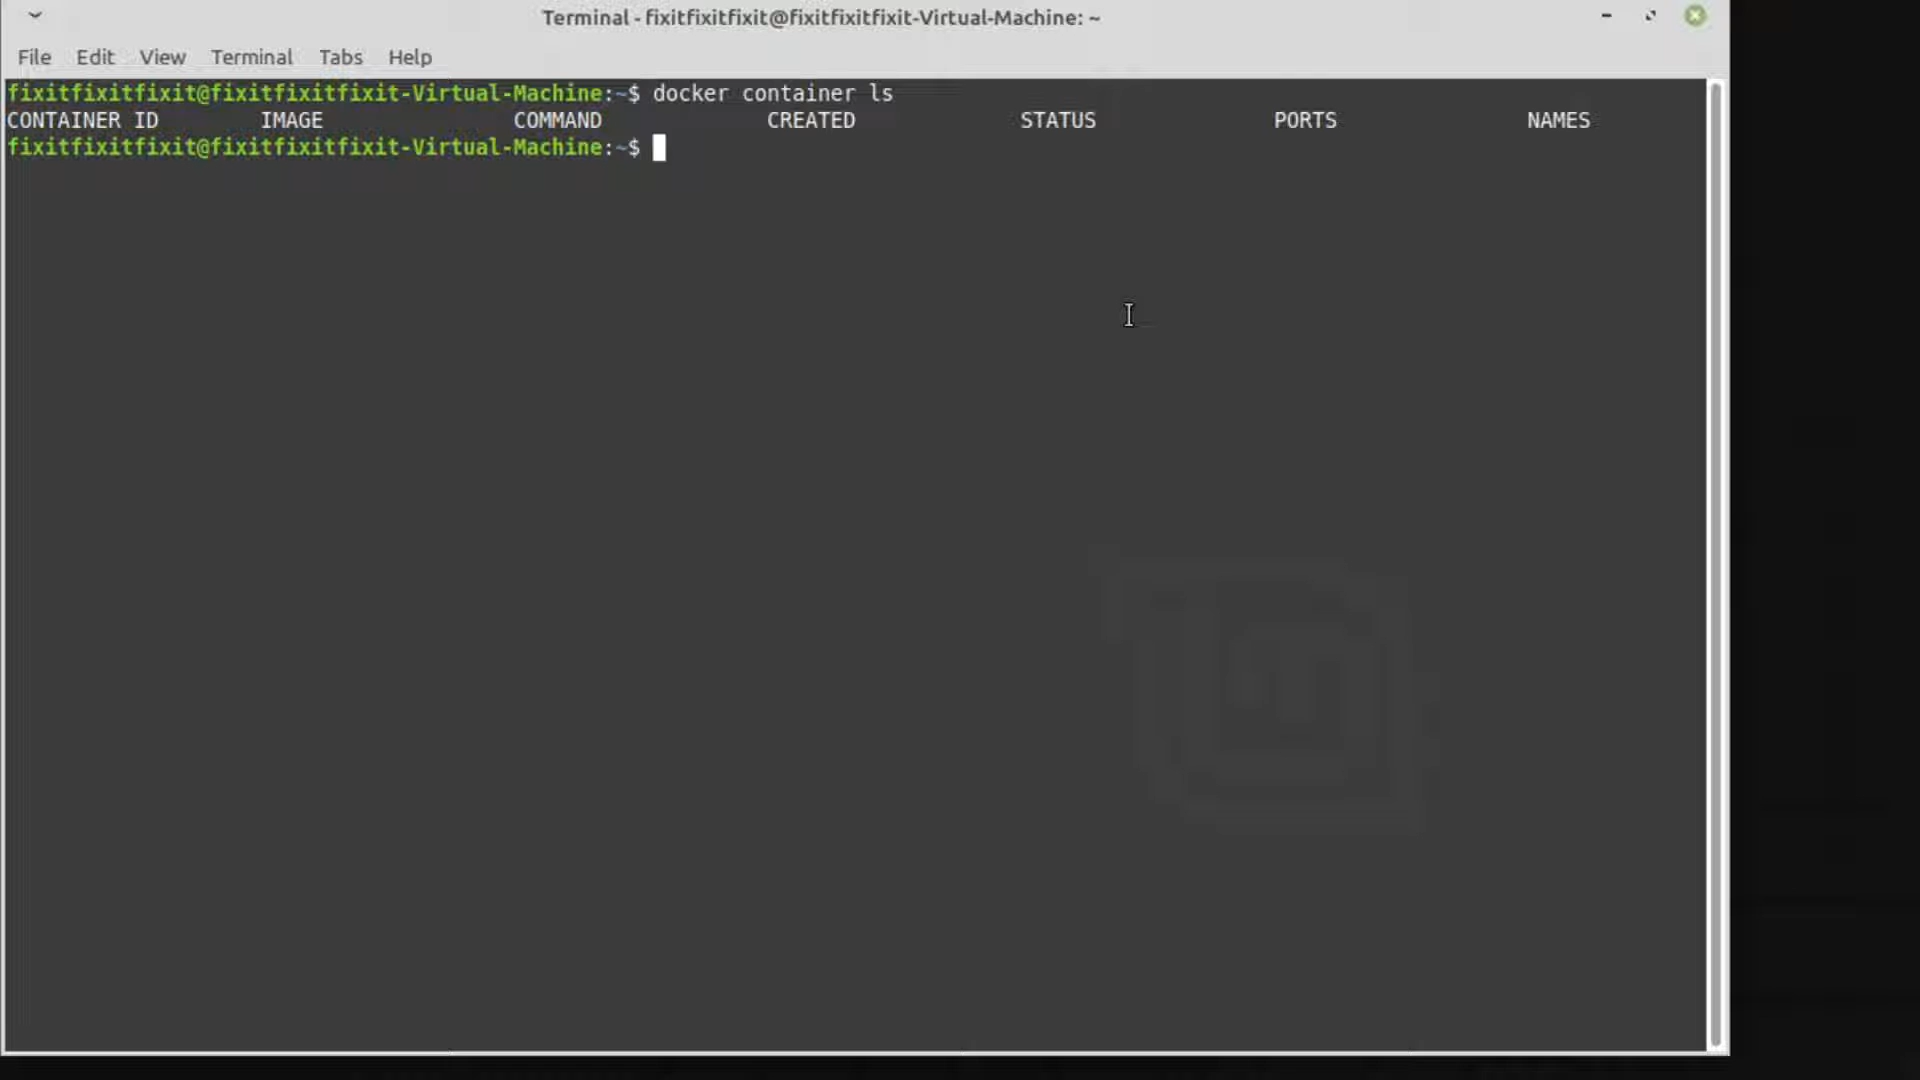 Terminal - fixitfixitfixit@fixitfixitfixit-Virtual-Machine: ~
File Edit View Terminal Tabs Help
fixitfixitfixit@fixitfixitfixit-Virtual-Machine:~$ docker container ls
CONTAINER ID IMAGE COMMAND CREATED STATUS PORTS NAMES
fixitfixitfixit@fixitfixitfixit-Virtual-Machine:~$